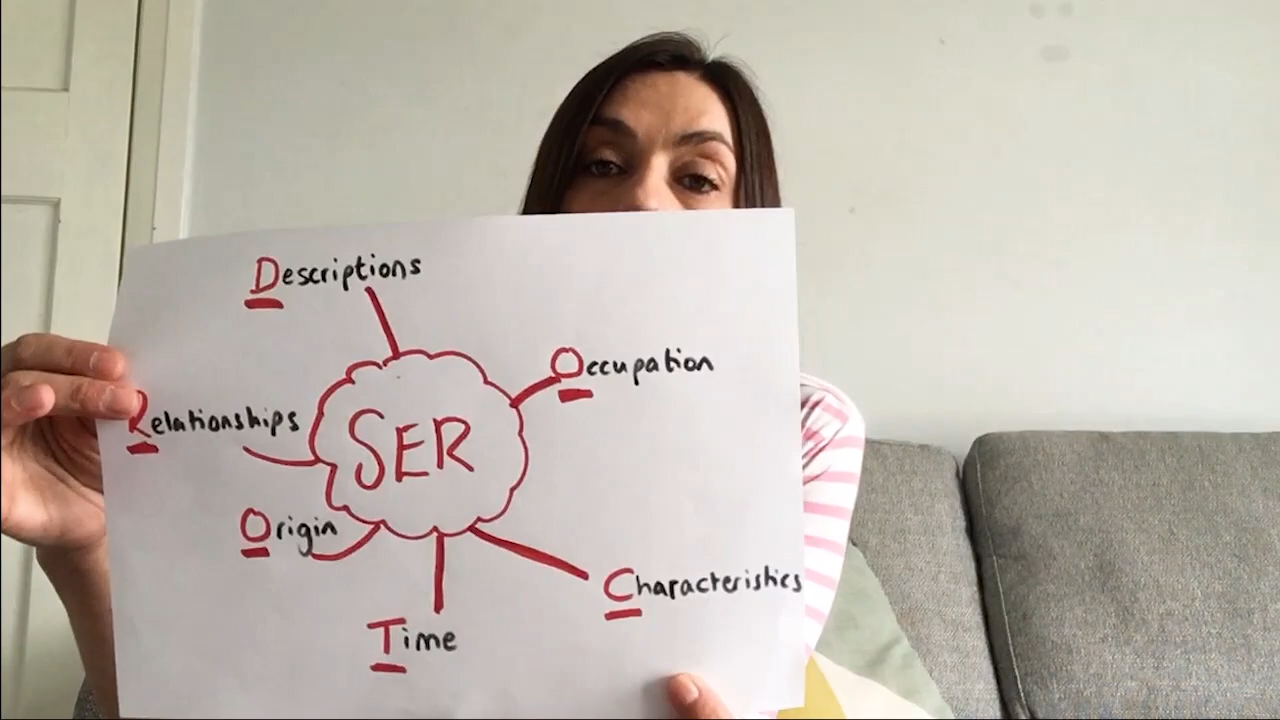 Descriptions
Occupation
Relationships
SER
Origin
Characteristics
Time